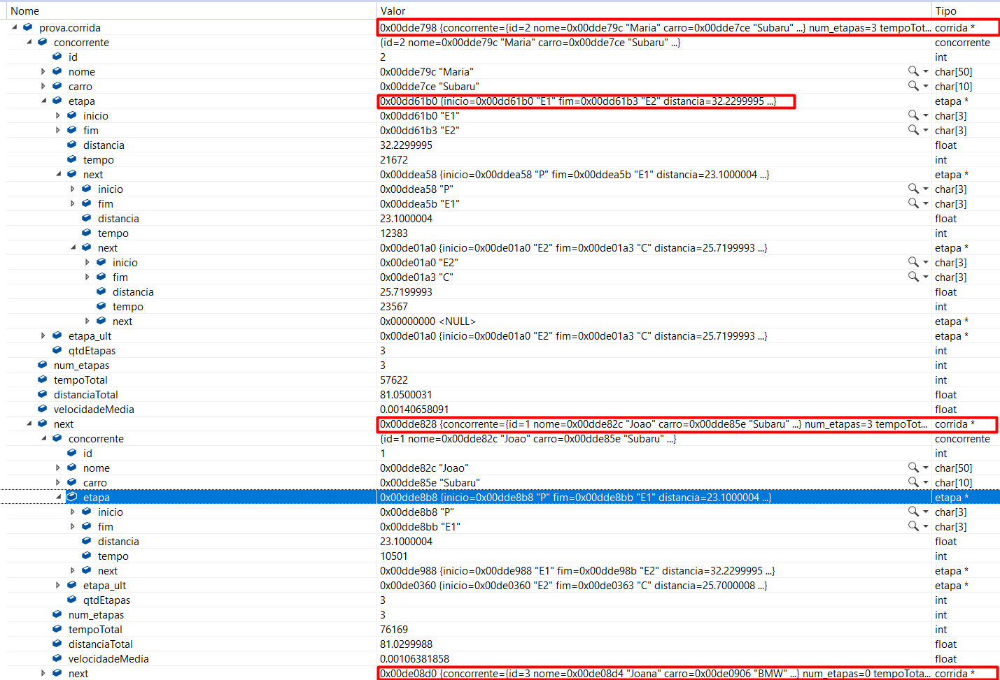 Nome Valor Tipo
prova.corrida 0x00dde798 {concorrente={id=2 nome=0x00dde79c "Maria" carro=0x00dde7ce "Subaru" ...} num_etapas=3 tempoTot... corrida *
concorrente {id=2 nome=0x00dde79c "Maria" carro=0x00dde7ce "Subaru" ...} concorrente
id 2 int
nome 0x00dde79c "Maria" char[50]
carro 0x00dde7ce "Subaru" char[10]
etapa 0x00dd61b0 {inicio=0x00dd61b0 "E1" fim=0x00dd61b3 "E2" distancia=32.2299995 ...} etapa *
inicio 0x00dd61b0 "E1" char[3]
fim 0x00dd61b3 "E2" char[3]
distancia 32.2299995 float
tempo 21672 int
next 0x00ddea58 {inicio=0x00ddea58 "P" fim=0x00ddea5b "E1" distancia=23.1000004 ...} etapa *
inicio 0x00ddea58 "P" char[3]
fim 0x00ddea5b "E1" char[3]
distancia 23.1000004 float
tempo 12383 int
next 0x00de01a0 {inicio=0x00de01a0 "E2" fim=0x00de01a3 "C" distancia=25.7199993 ...} etapa *
inicio 0x00de01a0 "E2" char[3]
fim 0x00de01a3 "C" char[3]
distancia 25.7199993 float
tempo 23567 int
next 0x00000000 <NULL> etapa *
etapa_ult 0x00de01a0 {inicio=0x00de01a0 "E2" fim=0x00de01a3 "C" distancia=25.7199993 ...} etapa *
qtdEtapas 3 int
num_etapas 3 int
tempoTotal 57622 int
distanciaTotal 81.0500031 float
velocidadeMedia 0.00140658091 float
next 0x00dde828 {concorrente={id=1 nome=0x00dde82c "Joao" carro=0x00dde85e "Subaru" ...} num_etapas=3 tempoTot... corrida *
concorrente {id=1 nome=0x00dde82c "Joao" carro=0x00dde85e "Subaru" ...} concorrente
id 1 int
nome 0x00dde82c "Joao" char[50]
carro 0x00dde85e "Subaru" char[10]
etapa 0x00dde8b8 {inicio=0x00dde8b8 "P" fim=0x00dde8bb "E1" distancia=23.1000004 ...} etapa *
inicio 0x00dde8b8 "P" char[3]
fim 0x00dde8bb "E1" char[3]
distancia 23.1000004 float
tempo 10501 int
next 0x00dde988 {inicio=0x00dde988 "E1" fim=0x00dde98b "E2" distancia=32.2299995 ...} etapa *
etapa_ult 0x00de0360 {inicio=0x00de0360 "E2" fim=0x00de0363 "C" distancia=25.7000008 ...} etapa *
qtdEtapas 3 int
num_etapas 3 int
tempoTotal 76169 int
distanciaTotal 81.0299988 float
velocidadeMedia 0.00106381858 float
next 0x00de08d0 {concorrente={id=3 nome=0x00de08d4 "Joana" carro=0x00de0906 "BMW" ...} num_etapas=0 tempoTota... corrida *